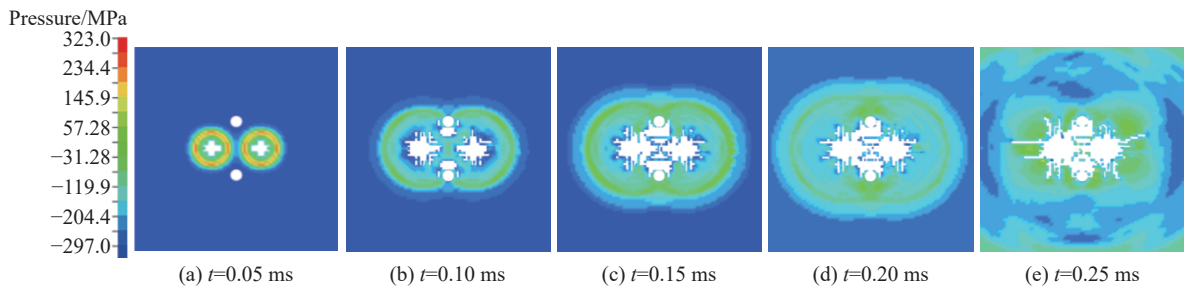 Pressure/MPa
323.0
234.4
145.9
57.28
−31.28
−119.9
−204.4
−297.0
(a) t=0.05 ms
(b) t=0.10 ms
(c) t=0.15 ms
(d) t=0.20 ms
(e) t=0.25 ms